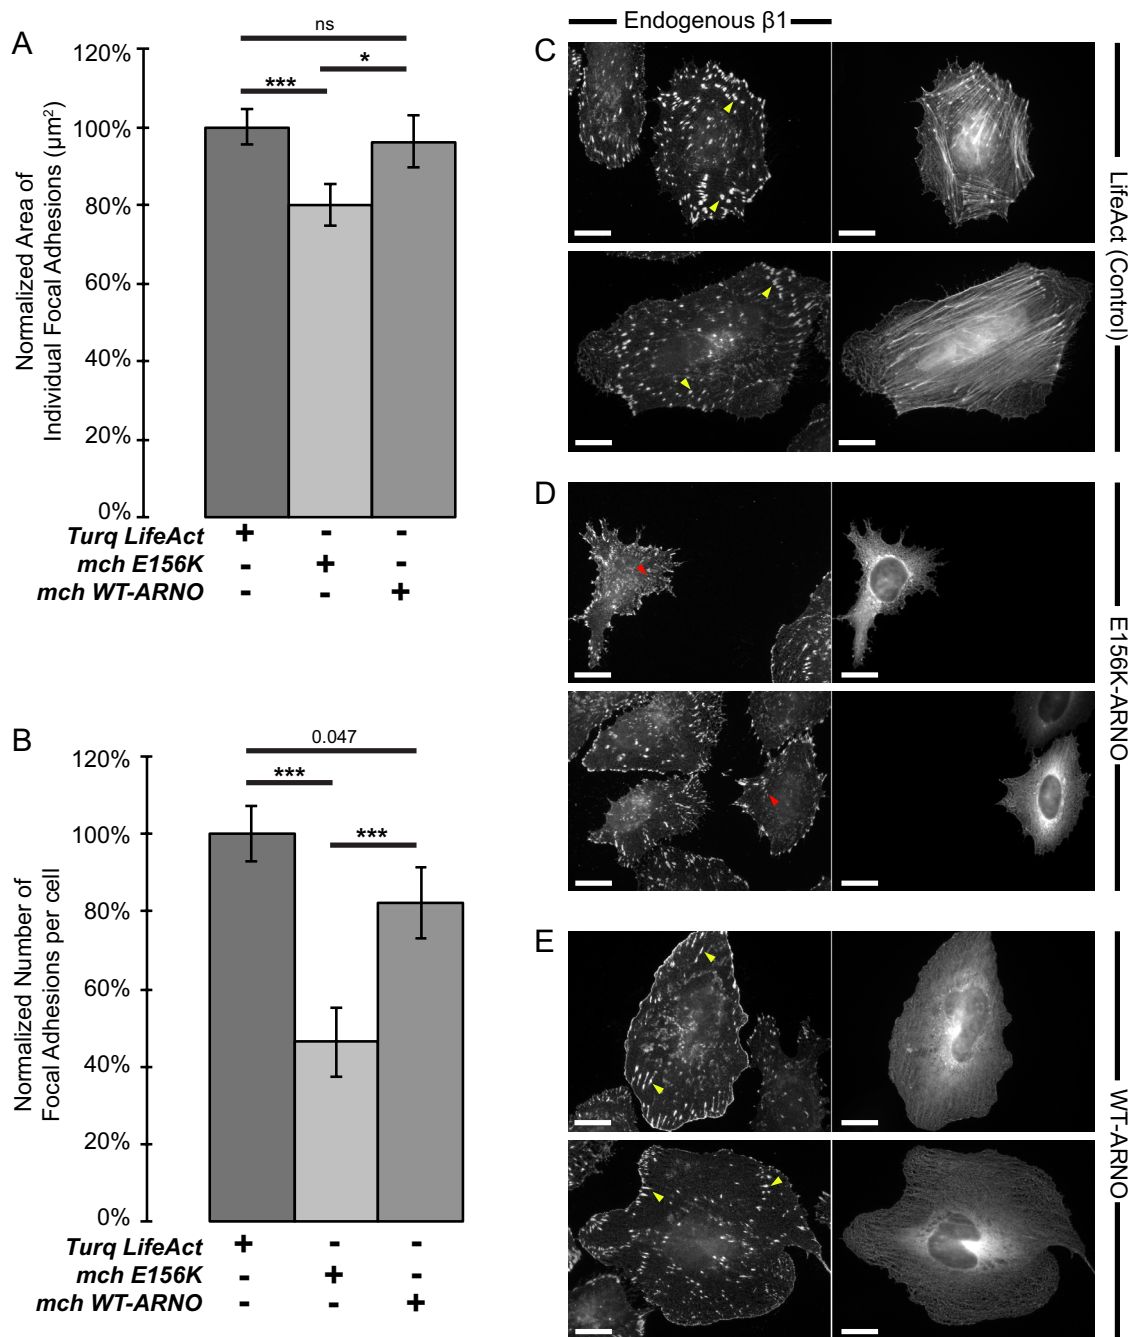 A
120%
100%
80%
60%
40%
20%
0%
Normalized Area of
Individual Focal Adhesions (µm²)
ns
***
*
Turq LifeAct + - -
mch E156K - + -
mch WT-ARNO - - +
B
120%
100%
80%
60%
40%
20%
0%
Normalized Number of
Focal Adhesions per cell
0.047
***
***
Turq LifeAct + - -
mch E156K - + -
mch WT-ARNO - - +
Endogenous β1
C
LifeAct (Control)
D
E156K-ARNO
E
WT-ARNO